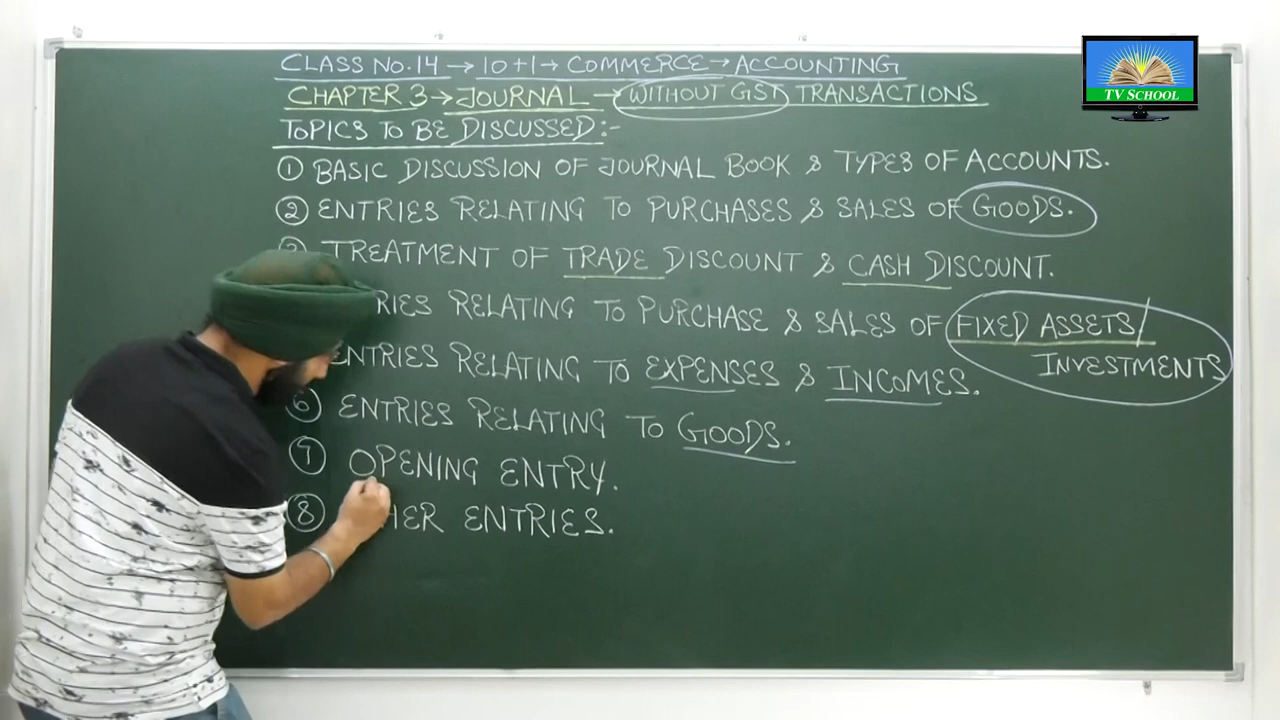 CLASS NO.14 → 10+1 → COMMERCE → ACCOUNTING
CHAPTER 3 → JOURNAL → WITHOUT GST TRANSACTIONS
TOPICS TO BE DISCUSSED:-
① BASIC DISCUSSION OF JOURNAL BOOK & TYPES OF ACCOUNTS.
② ENTRIES RELATING TO PURCHASES & SALES OF GOODS.
TREATMENT OF TRADE DISCOUNT & CASH DISCOUNT.
RELATING TO PURCHASE & SALES OF FIXED ASSETS/
INVESTMENTS
ENTRIES RELATING TO EXPENSES & INCOMES.
⑥ ENTRIES RELATING TO GOODS.
⑦ OPENING ENTRY.
⑧ ENTRIES.
TV SCHOOL